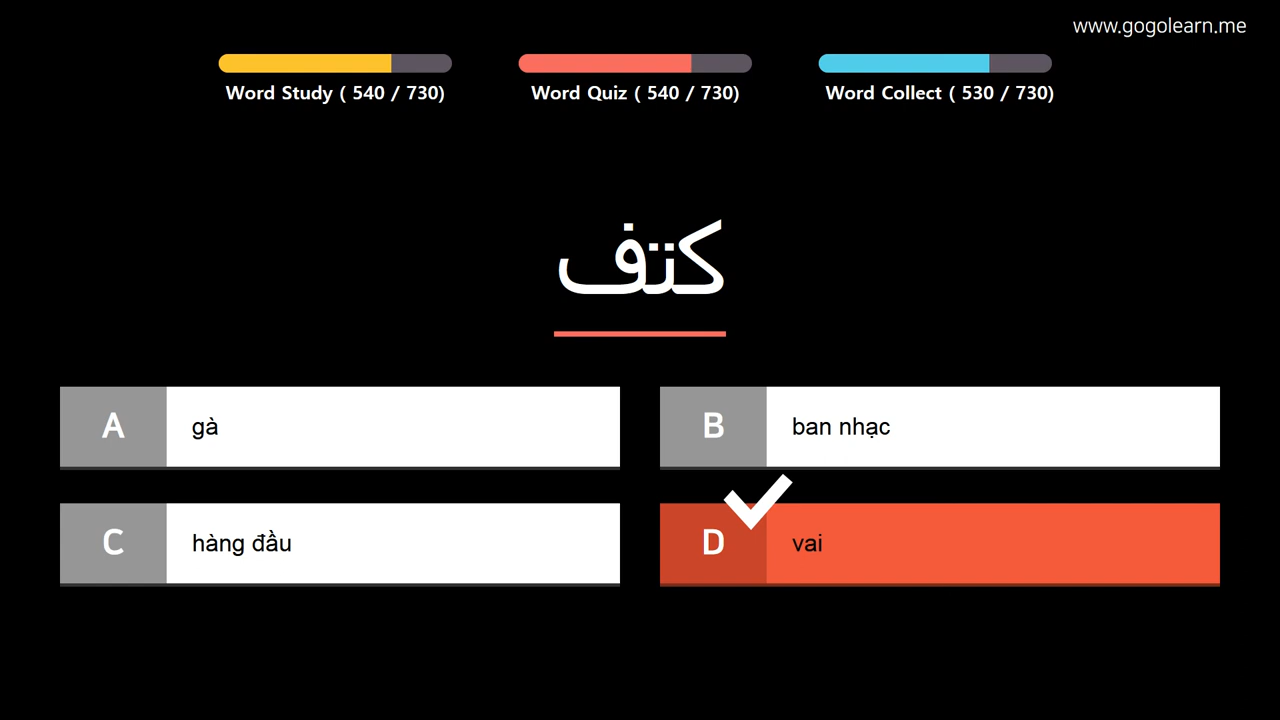 www.gogolearn.me
Word Study ( 540 / 730)
Word Quiz ( 540 / 730)
Word Collect ( 530 / 730)
كتف
A gà
B ban nhạc
C hàng đầu
D vai